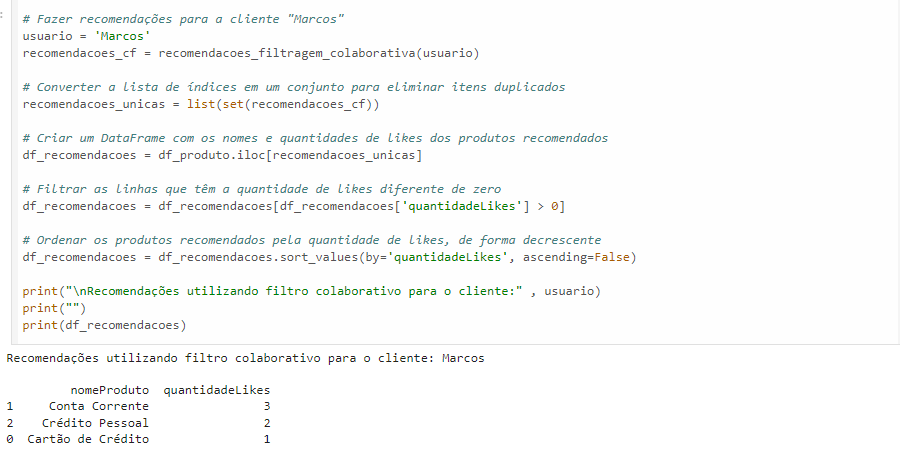 # Fazer recomendações para a cliente "Marcos"
usuario = 'Marcos'
recomendacoes_cf = recomendacoes_filtragem_colaborativa(usuario)
# Converter a lista de índices em um conjunto para eliminar itens duplicados
recomendacoes_unicas = list(set(recomendacoes_cf))
# Criar um DataFrame com os nomes e quantidades de likes dos produtos recomendados
df_recomendacoes = df_produto.iloc[recomendacoes_unicas]
# Filtrar as linhas que têm a quantidade de likes diferente de zero
df_recomendacoes = df_recomendacoes[df_recomendacoes['quantidadeLikes'] > 0]
# Ordenar os produtos recomendados pela quantidade de likes, de forma decrescente
df_recomendacoes = df_recomendacoes.sort_values(by='quantidadeLikes', ascending=False)
print("\nRecomendações utilizando filtro colaborativo para o cliente:" , usuario)
print("")
print(df_recomendacoes)
Recomendações utilizando filtro colaborativo para o cliente: Marcos
nomeProduto quantidadeLikes
1 Conta Corrente 3
2 Crédito Pessoal 2
0 Cartão de Crédito 1